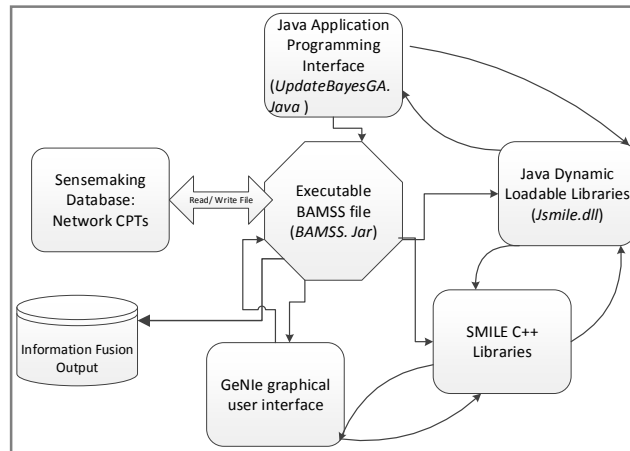 Java Application
Programming
Interface
(UpdateBayesGA.
Java )
Sensemaking
Database:
Network CPTs
Read/ Write File
Executable
BAMSS file
(BAMSS. Jar)
Java Dynamic
Loadable Libraries
(Jsmile.dll)
SMILE C++
Libraries
Information Fusion
Output
GeNIe graphical
user interface